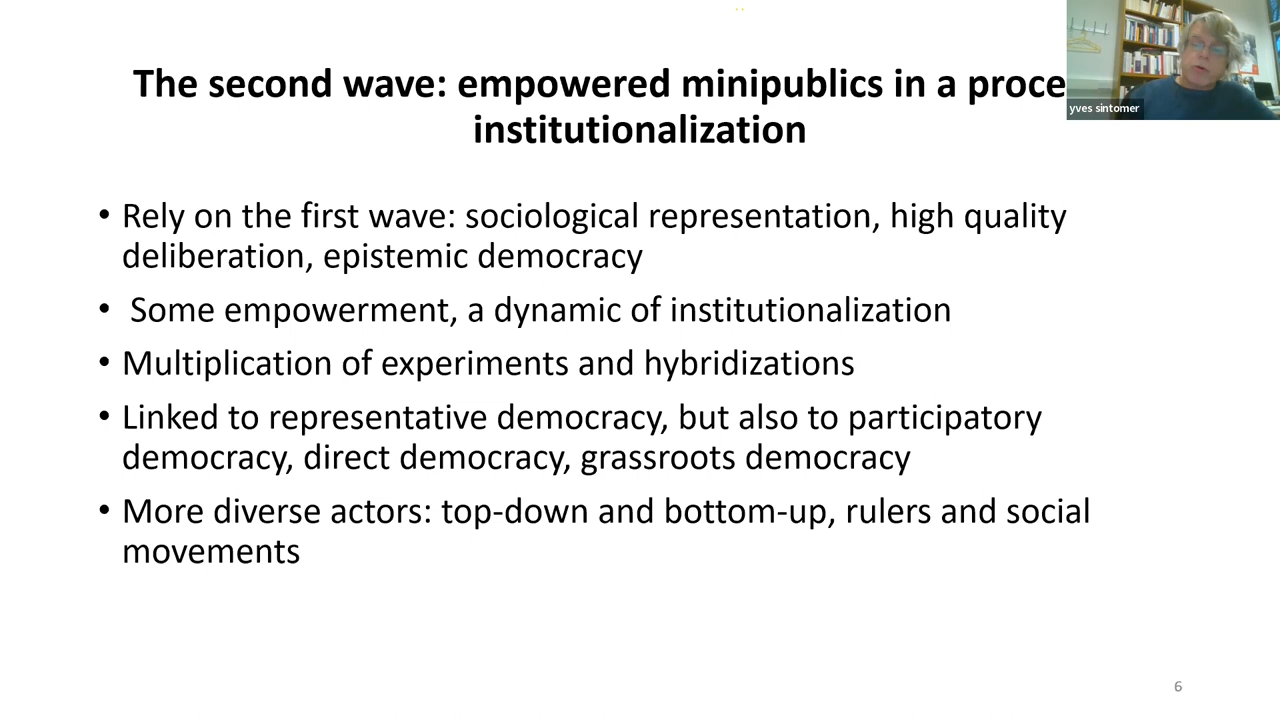 The second wave: empowered minipublics in a proce
institutionalization
yves sintomer
• Rely on the first wave: sociological representation, high quality
deliberation, epistemic democracy
• Some empowerment, a dynamic of institutionalization
• Multiplication of experiments and hybridizations
• Linked to representative democracy, but also to participatory
democracy, direct democracy, grassroots democracy
• More diverse actors: top-down and bottom-up, rulers and social
movements
6